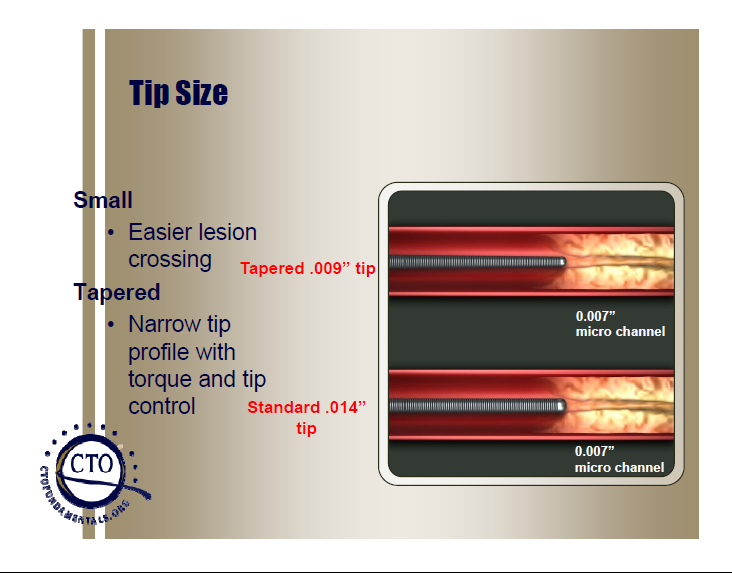 Tip Size
Small
• Easier lesion
crossing
Tapered .009” tip
Tapered
• Narrow tip
profile with
torque and tip
control
Standard .014”
tip
0.007”
micro channel
0.007”
micro channel
CTO
CTOFUNDAMENTALS.ORG